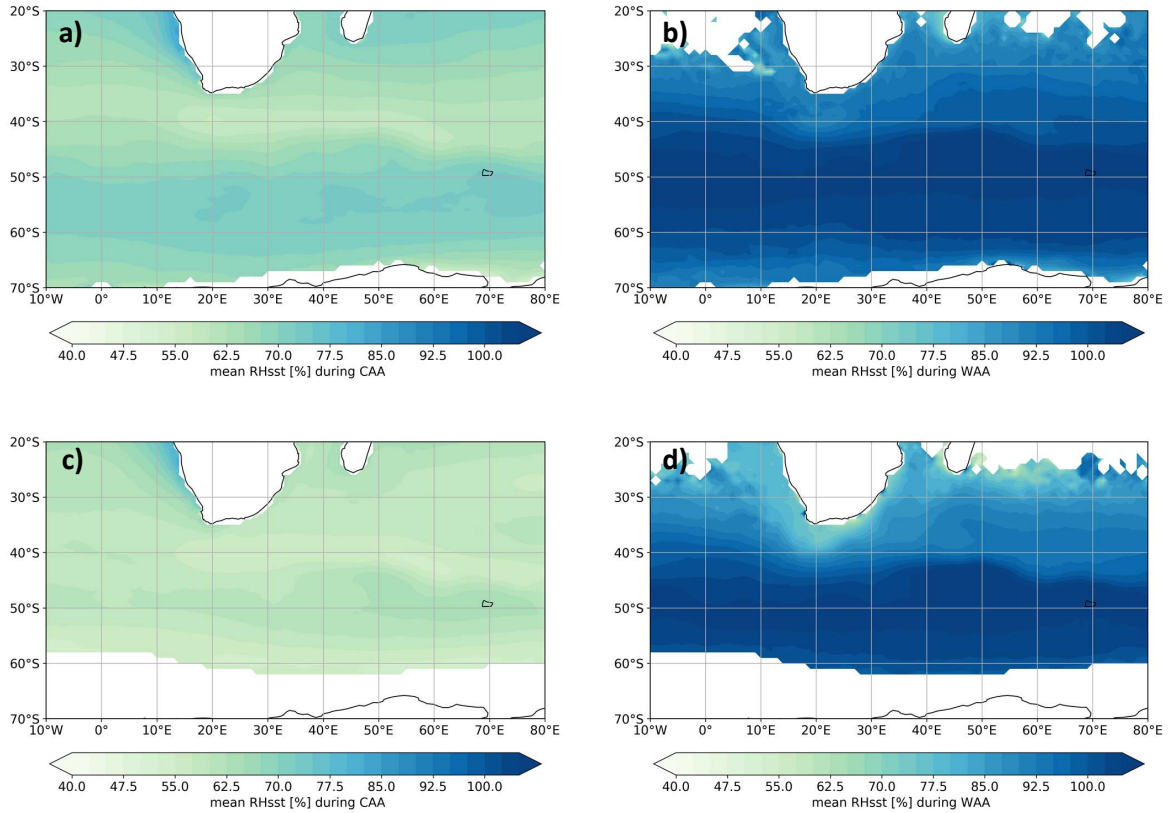 a)
20°S
30°S
40°S
50°S
60°S
70°S
10°W 0° 10°E 20°E 30°E 40°E 50°E 60°E 70°E 80°E
40.0 47.5 55.0 62.5 70.0 77.5 85.0 92.5 100.0
mean RHsst [%] during CAA
b)
20°S
30°S
40°S
50°S
60°S
70°S
10°W 0° 10°E 20°E 30°E 40°E 50°E 60°E 70°E 80°E
40.0 47.5 55.0 62.5 70.0 77.5 85.0 92.5 100.0
mean RHsst [%] during WAA
c)
20°S
30°S
40°S
50°S
60°S
70°S
10°W 0° 10°E 20°E 30°E 40°E 50°E 60°E 70°E 80°E
40.0 47.5 55.0 62.5 70.0 77.5 85.0 92.5 100.0
mean RHsst [%] during CAA
d)
20°S
30°S
40°S
50°S
60°S
70°S
10°W 0° 10°E 20°E 30°E 40°E 50°E 60°E 70°E 80°E
40.0 47.5 55.0 62.5 70.0 77.5 85.0 92.5 100.0
mean RHsst [%] during WAA